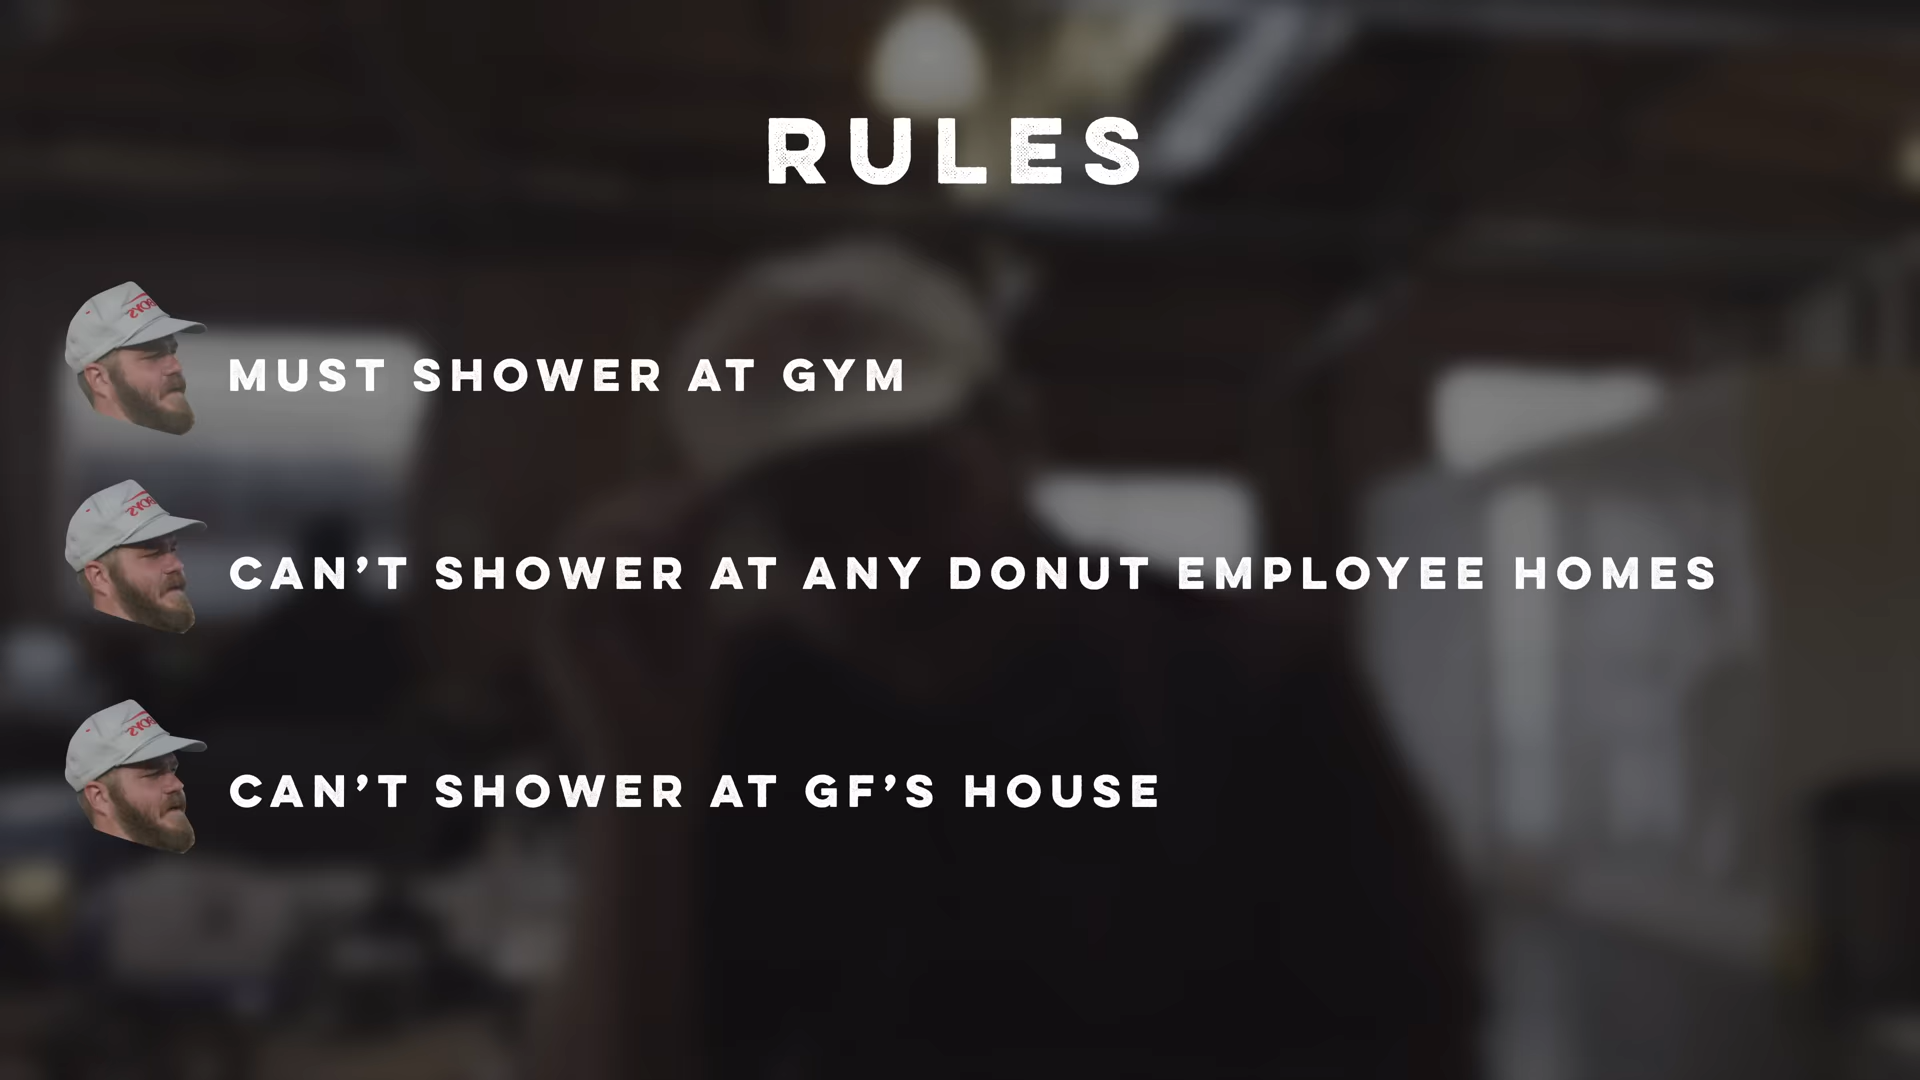 RULES
MUST SHOWER AT GYM
CAN'T SHOWER AT ANY DONUT EMPLOYEE HOMES
CAN'T SHOWER AT GF'S HOUSE